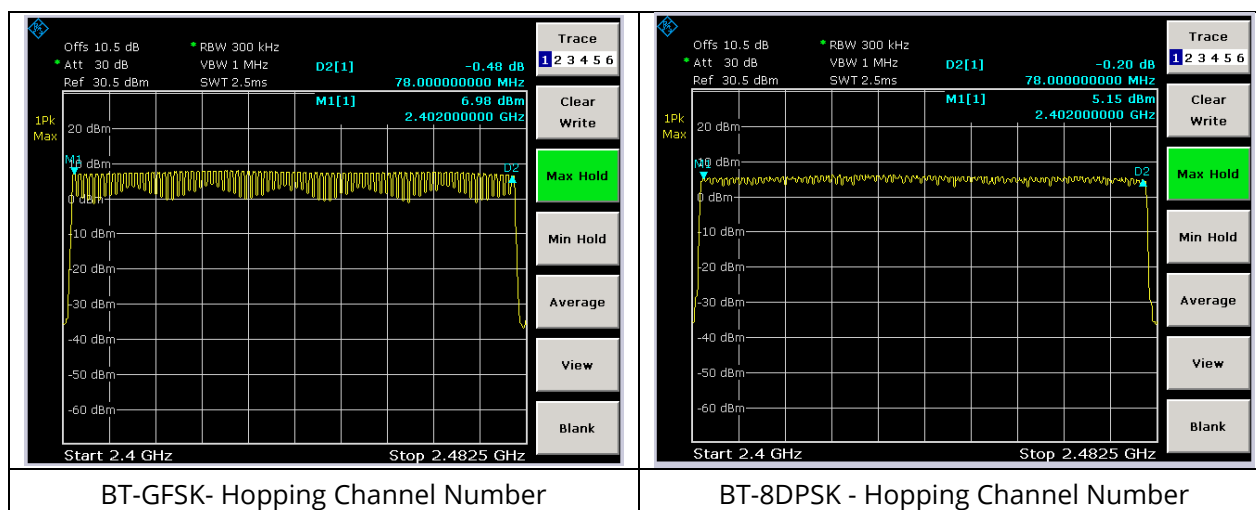 Offs 10.5 dB * RBW 300 kHz
* Att 30 dB VBW 1 MHz D2[1] -0.48 dB
Ref 30.5 dBm SWT 2.5ms 78.000000000 MHz
M1[1] 6.98 dBm
2.402000000 GHz
1Pk
Max
20 dBm
M1
10 dBm
D2
0 dBm
-10 dBm
-20 dBm
-30 dBm
-40 dBm
-50 dBm
-60 dBm
Start 2.4 GHz Stop 2.4825 GHz
Trace
1 2 3 4 5 6
Clear
Write
Max Hold
Min Hold
Average
View
Blank
BT-GFSK- Hopping Channel Number
Offs 10.5 dB * RBW 300 kHz
* Att 30 dB VBW 1 MHz D2[1] -0.20 dB
Ref 30.5 dBm SWT 2.5ms 78.000000000 MHz
M1[1] 5.15 dBm
2.402000000 GHz
1Pk
Max
20 dBm
10 dBm
M1
D2
0 dBm
-10 dBm
-20 dBm
-30 dBm
-40 dBm
-50 dBm
-60 dBm
Start 2.4 GHz Stop 2.4825 GHz
Trace
1 2 3 4 5 6
Clear
Write
Max Hold
Min Hold
Average
View
Blank
BT-8DPSK - Hopping Channel Number